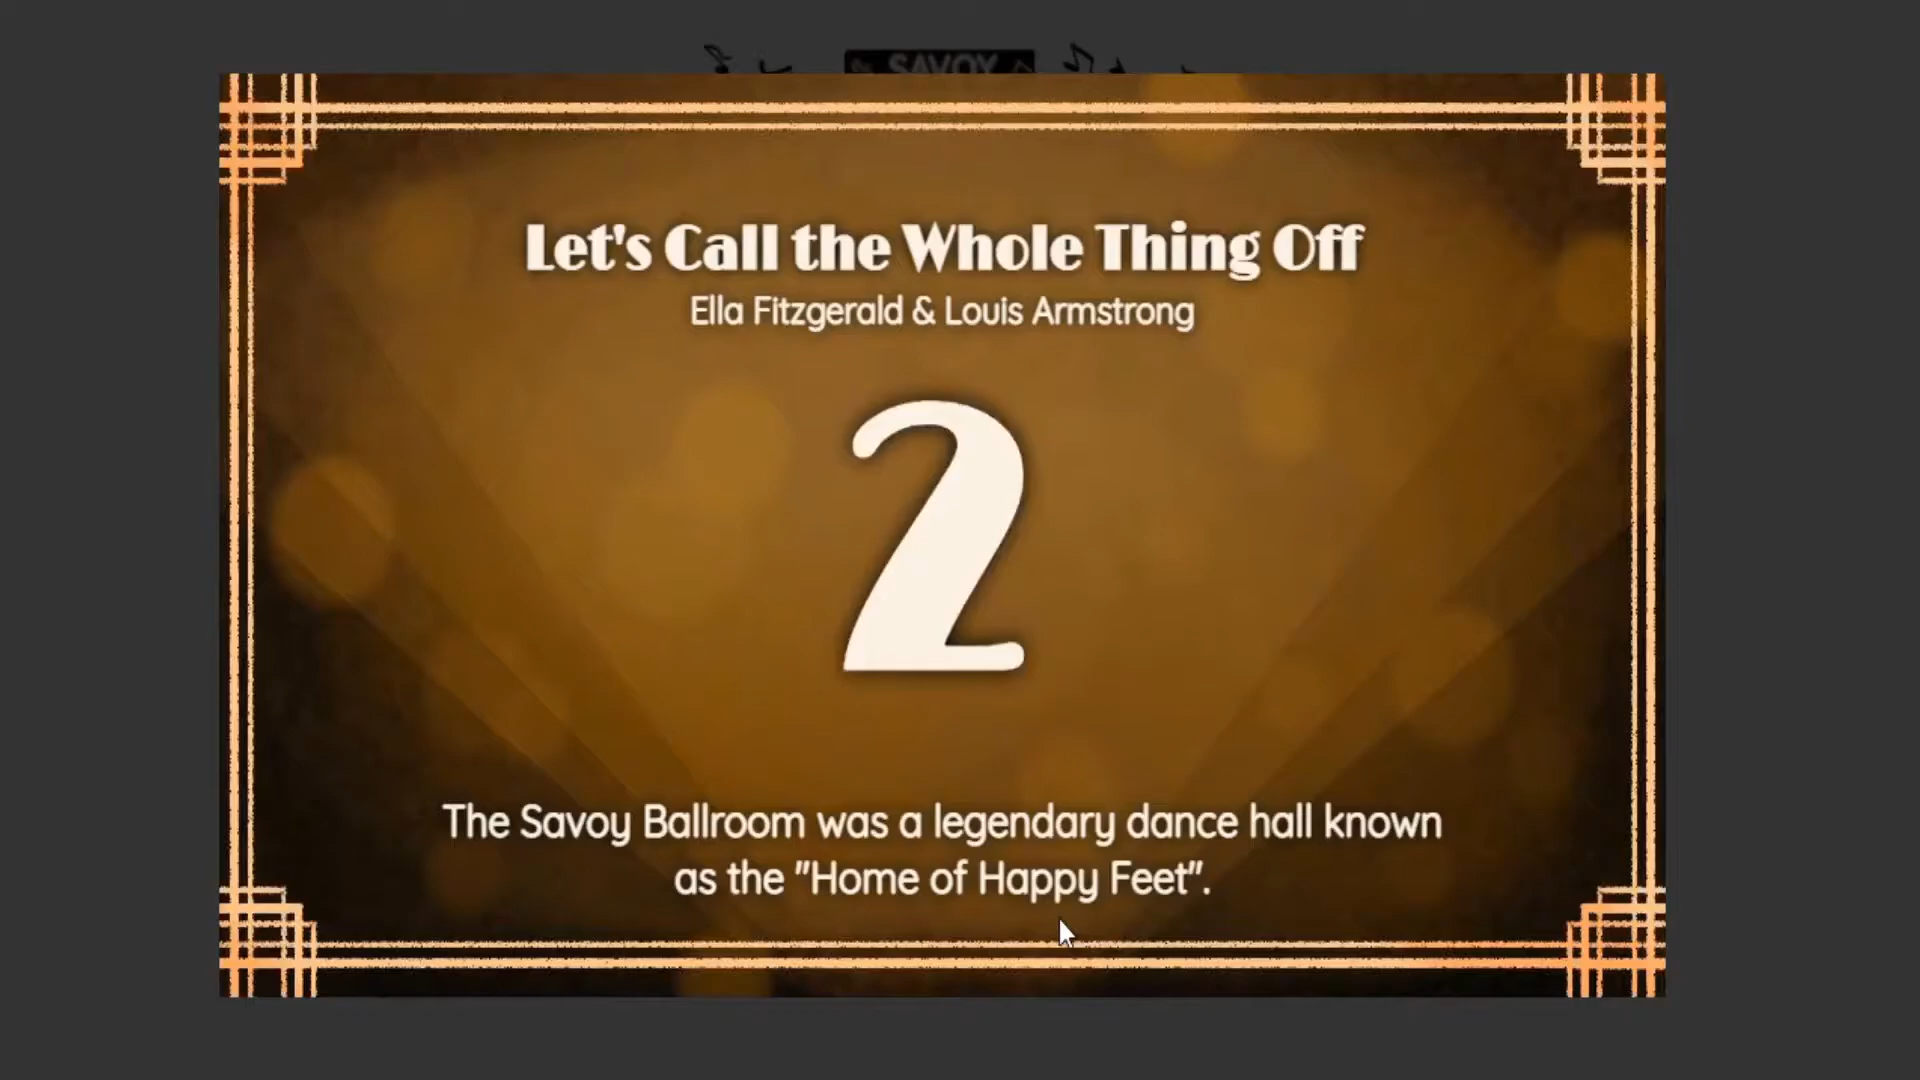 SAVOY
Let's Call the Whole Thing Off
Ella Fitzgerald & Louis Armstrong
2
The Savoy Ballroom was a legendary dance hall known
as the "Home of Happy Feet".